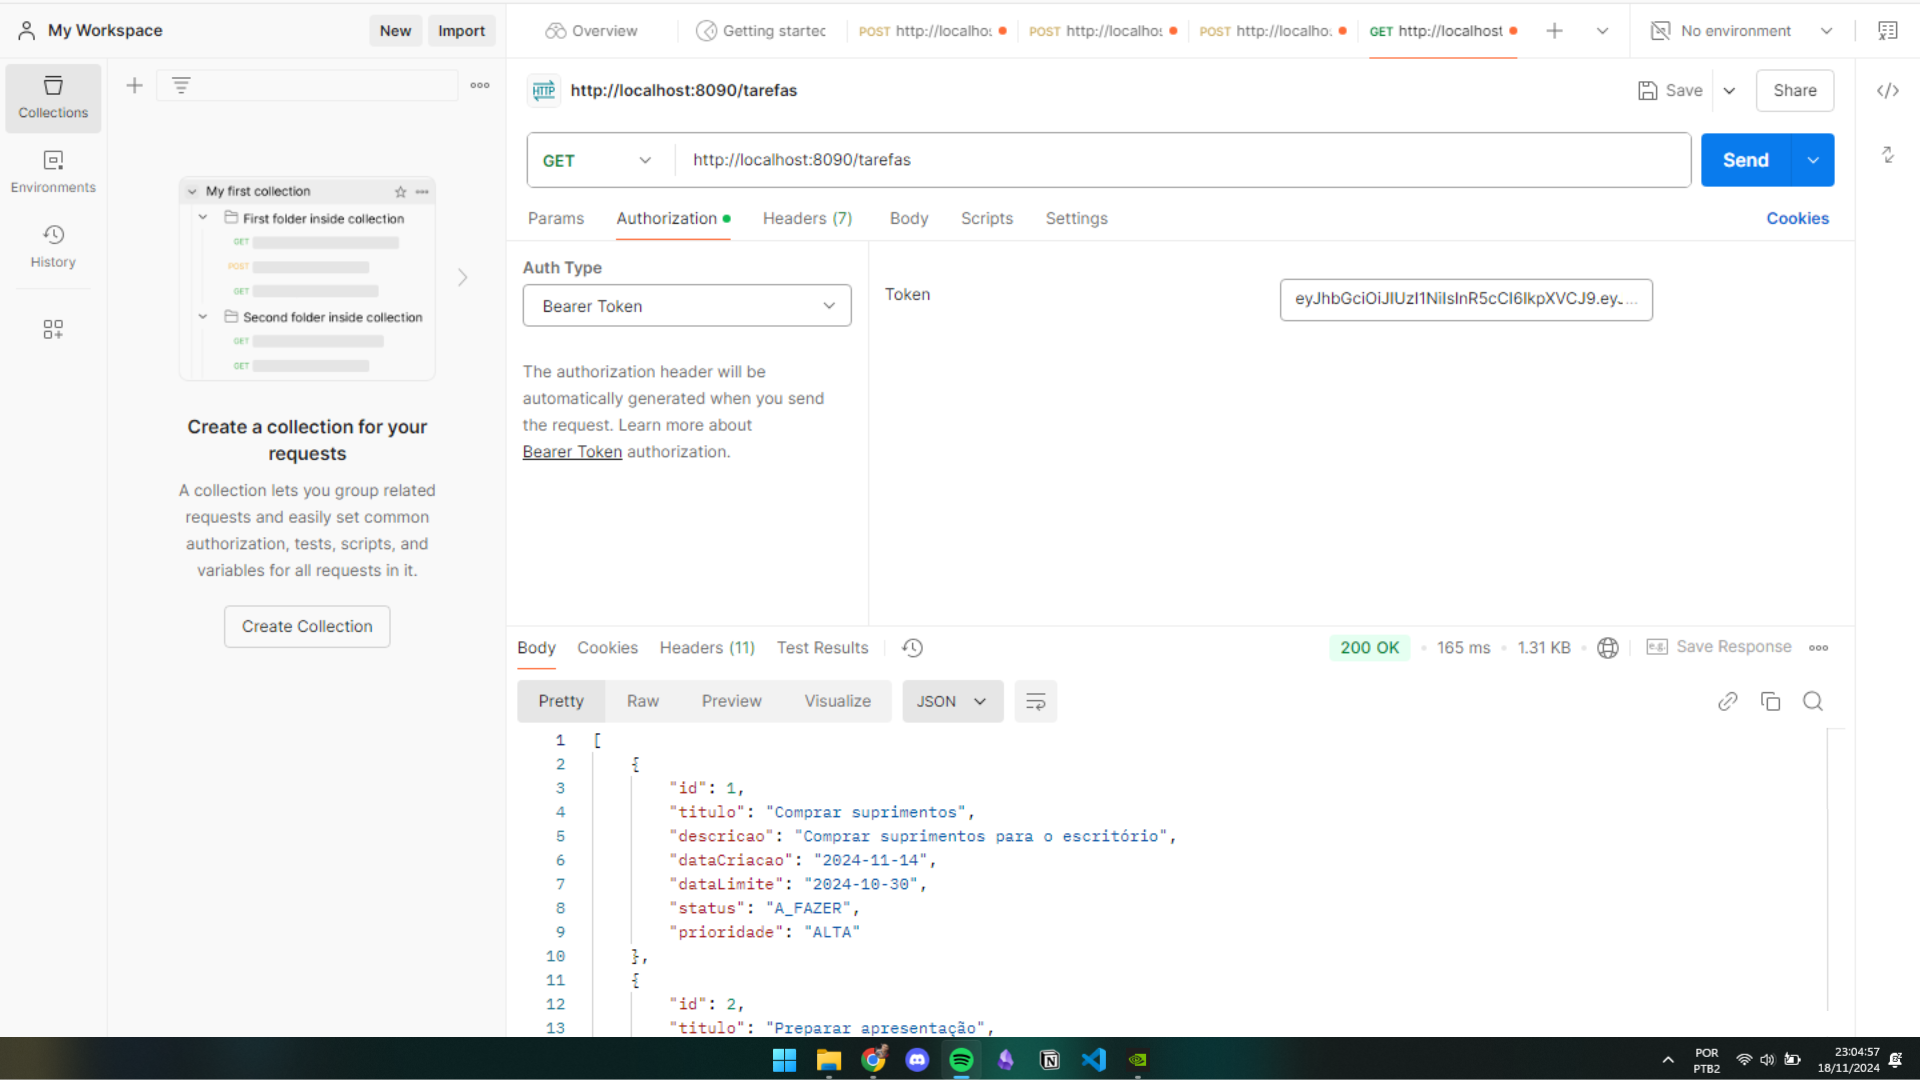 My Workspace
New
Import
Overview
Getting startec
POST http://localho:
POST http://localho:
POST http://localho:
GET http://localhost
No environment
Collections
Environments
History
My first collection
First folder inside collection
GET
POST
GET
Second folder inside collection
GET
GET
Create a collection for your
requests
A collection lets you group related
requests and easily set common
authorization, tests, scripts, and
variables for all requests in it.
Create Collection
HTTP
http://localhost:8090/tarefas
Save
Share
GET
http://localhost:8090/tarefas
Send
Params
Authorization
Headers (7)
Body
Scripts
Settings
Cookies
Auth Type
Bearer Token
The authorization header will be
automatically generated when you send
the request. Learn more about
Bearer Token authorization.
Token
eyJhbGciOiJIUzI1NiIsInR5cCI6IkpXVCJ9.ey...
Body
Cookies
Headers (11)
Test Results
200 OK
165 ms
1.31 KB
e.g.
Save Response
Pretty
Raw
Preview
Visualize
JSON
1 [
2 {
3 "id": 1,
4 "titulo": "Comprar suprimentos",
5 "descricao": "Comprar suprimentos para o escritório",
6 "dataCriacao": "2024-11-14",
7 "dataLimite": "2024-10-30",
8 "status": "A_FAZER",
9 "prioridade": "ALTA"
10 },
11 {
12 "id": 2,
13 "titulo": "Preparar apresentação",
POR
PTB2
23:04:57
18/11/2024